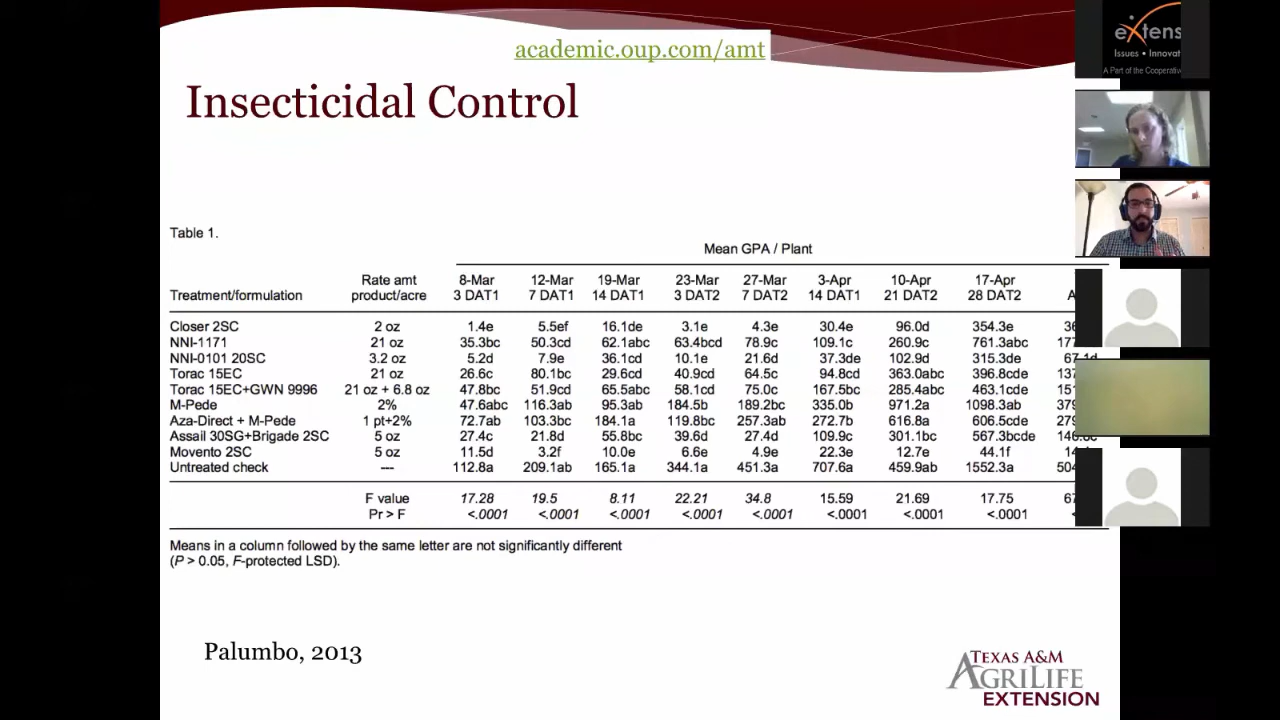 academic.oup.com/amt
Insecticidal Control
Issues • Innovat
A Part of the Cooperativ
Table 1.
Mean GPA / Plant
Rate amt 8-Mar 12-Mar 19-Mar 23-Mar 27-Mar 3-Apr 10-Apr 17-Apr
Treatment/formulation product/acre 3 DAT1 7 DAT1 14 DAT1 3 DAT2 7 DAT2 14 DAT1 21 DAT2 28 DAT2
Closer 2SC 2 oz 1.4e 5.5ef 16.1de 3.1e 4.3e 30.4e 96.0d 354.3e
NNI-1171 21 oz 35.3bc 50.3cd 62.1abc 63.4bcd 78.9c 109.1c 260.9c 761.3abc
NNI-0101 20SC 3.2 oz 5.2d 7.9e 36.1cd 10.1e 21.6d 37.3de 102.9d 315.3de
Torac 15EC 21 oz 26.6c 80.1bc 29.6cd 40.9cd 64.5c 94.8cd 363.0abc 396.8cde
Torac 15EC+GWN 9996 21 oz + 6.8 oz 47.8bc 51.9cd 65.5abc 58.1cd 75.0c 167.5bc 285.4abc 463.1cde
M-Pede 2% 47.6abc 116.3ab 95.3ab 184.5b 189.2bc 335.0b 971.2a 1098.3ab
Aza-Direct + M-Pede 1 pt+2% 72.7ab 103.3bc 184.1a 119.8bc 257.3ab 272.7b 616.8a 606.5cde
Assail 30SG+Brigade 2SC 5 oz 27.4c 21.8d 55.8bc 39.6d 27.4d 109.9c 301.1bc 567.3bcde
Movento 2SC 5 oz 11.5d 3.2f 10.0e 6.6e 4.9e 22.3e 12.7e 44.1f
Untreated check --- 112.8a 209.1ab 165.1a 344.1a 451.3a 707.6a 459.9ab 1552.3a
F value 17.28 19.5 8.11 22.21 34.8 15.59 21.69 17.75
Pr > F <.0001 <.0001 <.0001 <.0001 <.0001 <.0001 <.0001 <.0001
Means in a column followed by the same letter are not significantly different
(P > 0.05, F-protected LSD).
Palumbo, 2013
TEXAS A&M
AGRILIFE
EXTENSION